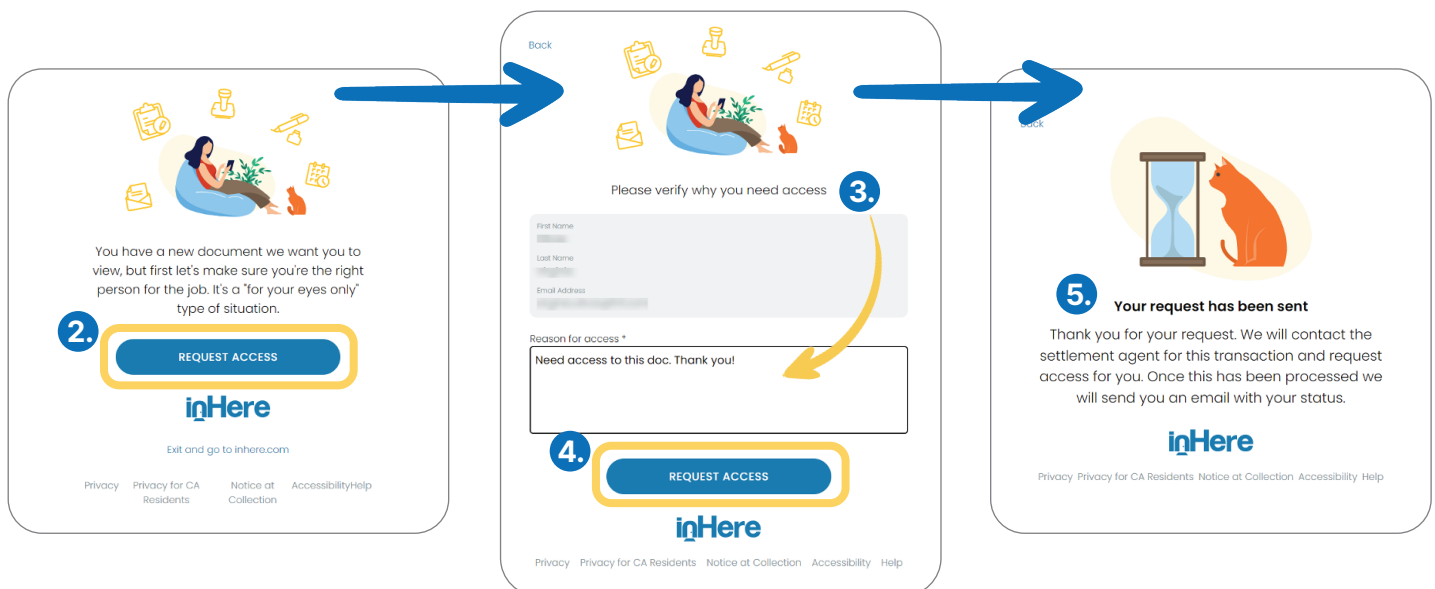 You have a new document we want you to
view, but first let's make sure you're the right
person for the job. It's a "for your eyes only"
type of situation.
2.
REQUEST ACCESS
inHere
Exit and go to inhere.com
Privacy Privacy for CA Residents Notice at Collection Accessibility Help
Back
Please verify why you need access
3.
First Name
Last Name
Email Address
Reason for access *
Need access to this doc. Thank you!
4.
REQUEST ACCESS
inHere
Privacy Privacy for CA Residents Notice at Collection Accessibility Help
Back
5.
Your request has been sent
Thank you for your request. We will contact the
settlement agent for this transaction and request
access for you. Once this has been processed we
will send you an email with your status.
inHere
Privacy Privacy for CA Residents Notice at Collection Accessibility Help